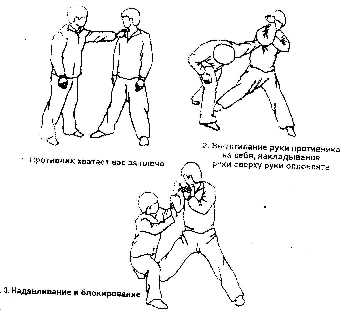 Противник хватает вас за плечо
2. Вытягивание руки противника
на себя, накладывание
руки сверху руки оппонента
3. Надавливание и блокирование